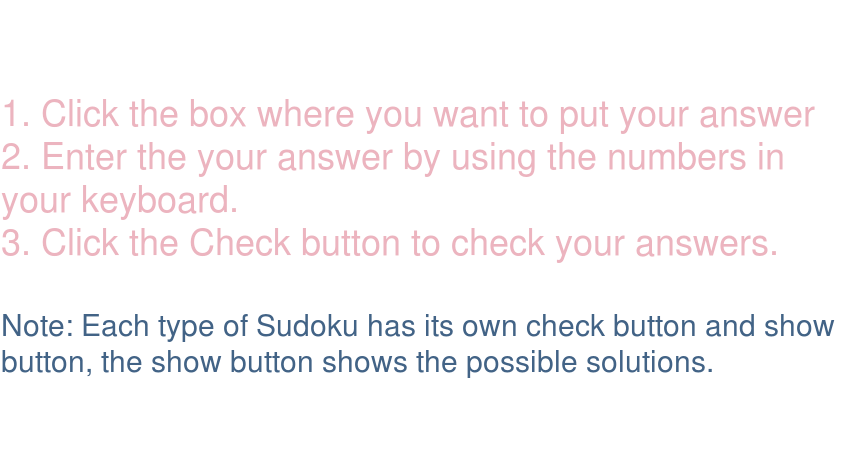 1. Click the box where you want to put your answer
2. Enter the your answer by using the numbers in
your keyboard.
3. Click the Check button to check your answers.
Note: Each type of Sudoku has its own check button and show
button, the show button shows the possible solutions.